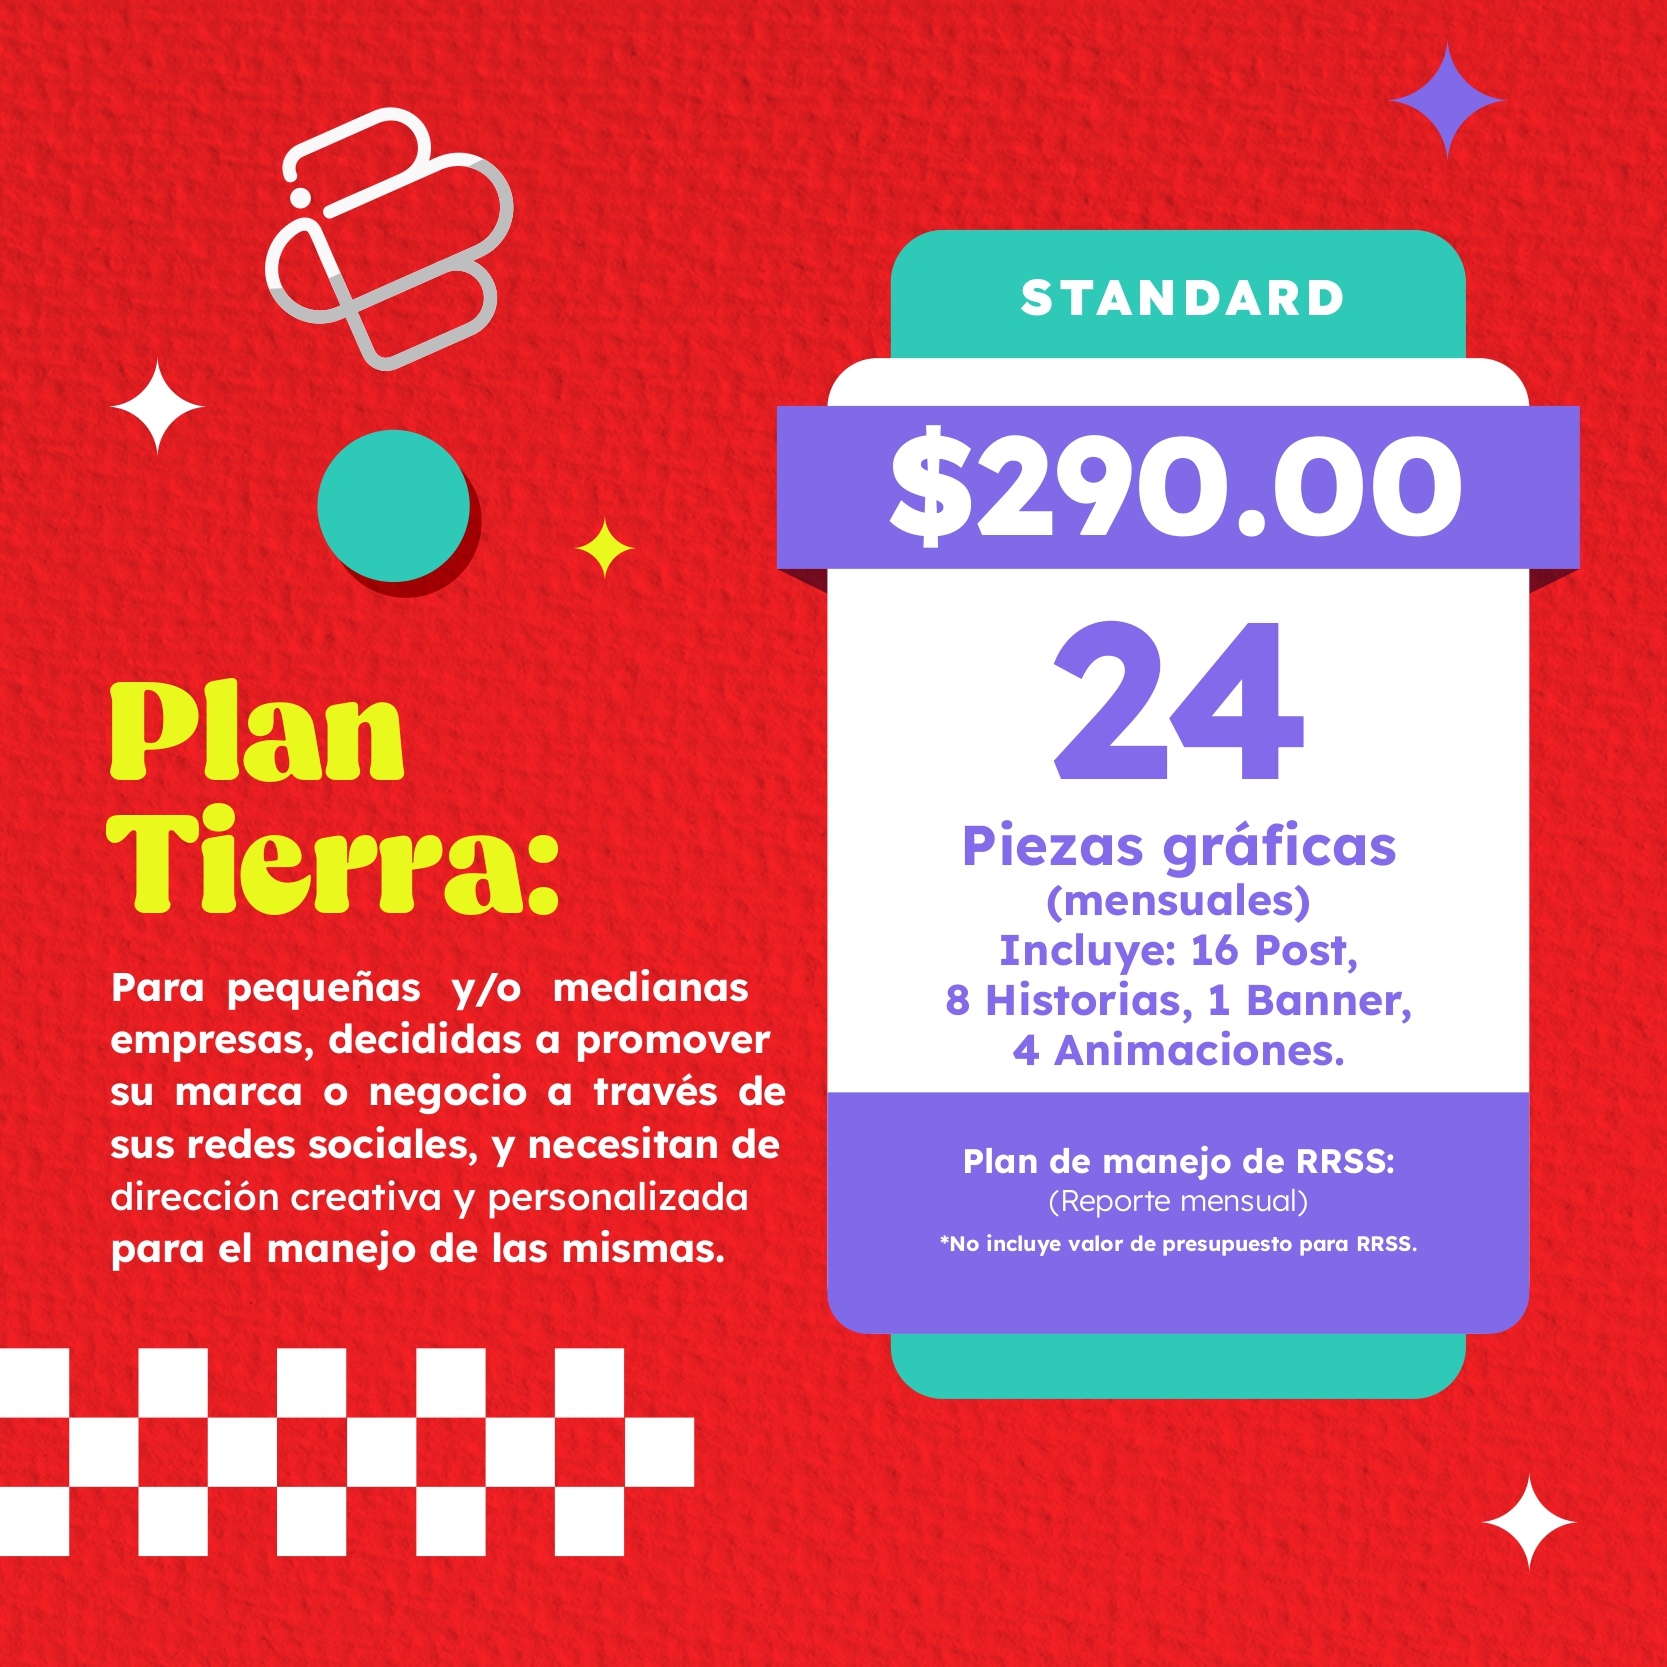 Plan
Tierra:
Para pequeñas y/o medianas
empresas, decididas a promover
su marca o negocio a través de
sus redes sociales, y necesitan de
dirección creativa y personalizada
para el manejo de las mismas.
STANDARD
$290.00
24
Piezas gráficas
(mensuales)
Incluye: 16 Post,
8 Historias, 1 Banner,
4 Animaciones.
Plan de manejo de RRSS:
(Reporte mensual)
*No incluye valor de presupuesto para RRSS.